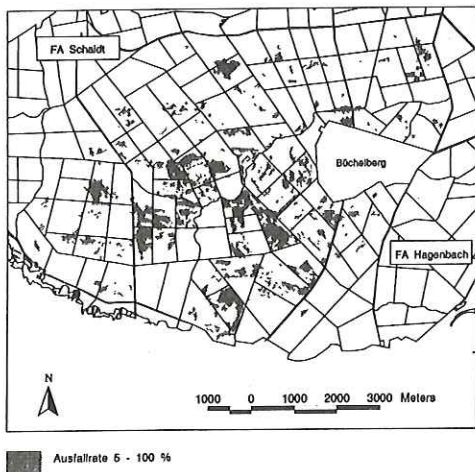 FA Schaidt
Büchelberg
FA Hagenbach
N
1000 0 1000 2000 3000 Meters
Ausfallrate 5 - 100 %